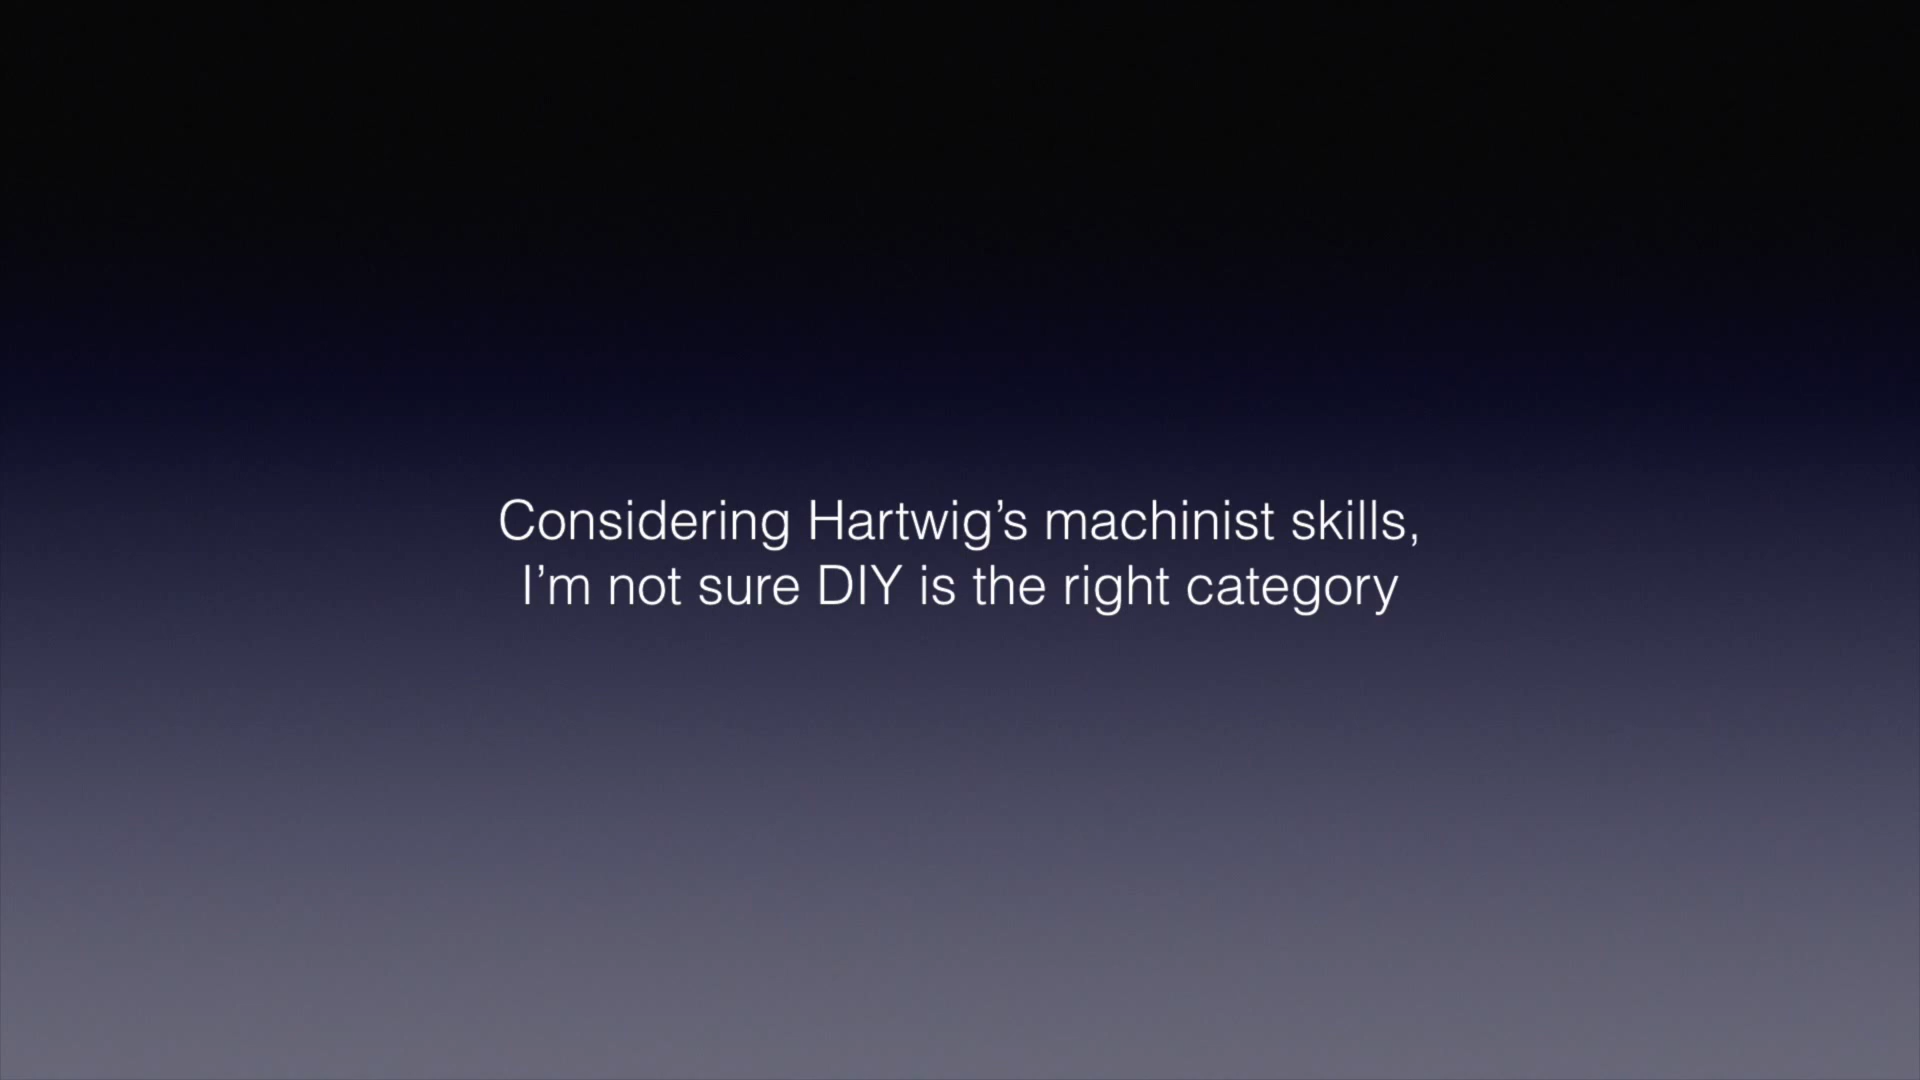 Considering Hartwig’s machinist skills,
I’m not sure DIY is the right category